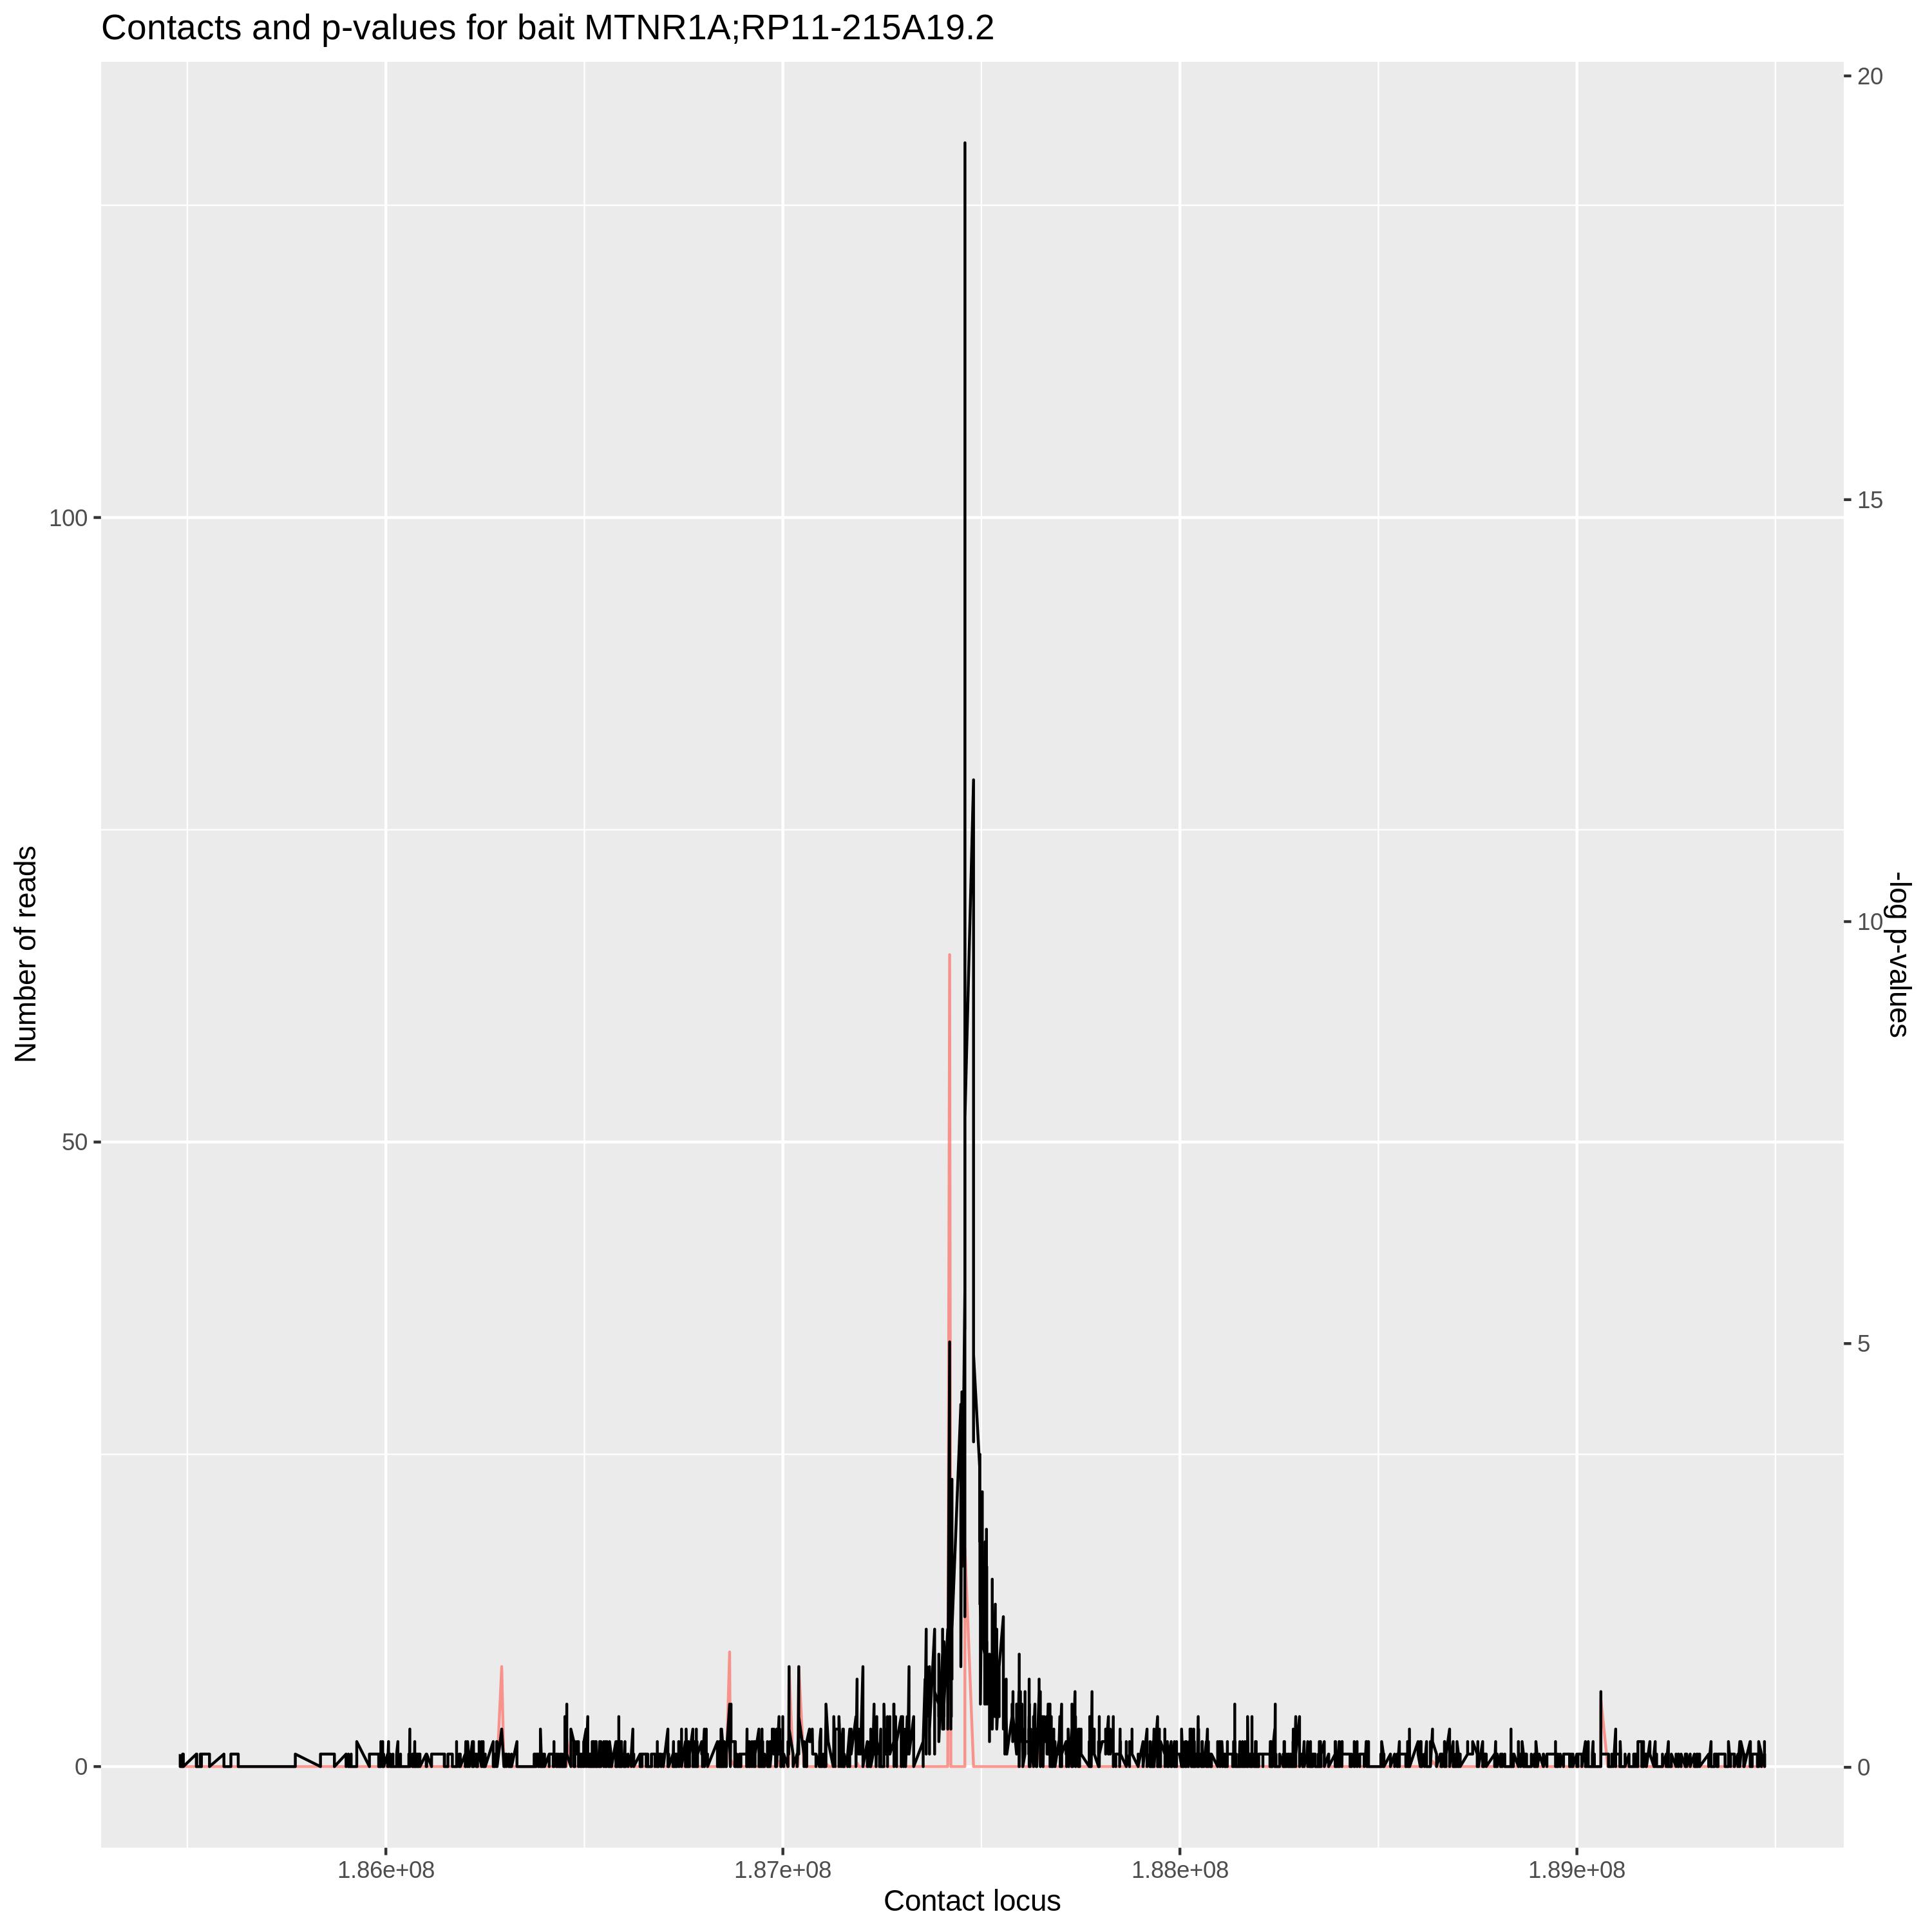 Contacts and p-values for bait MTNR1A;RP11-215A19.2
Number of reads
100
50
0
20
15
10
5
0
-log p-values
1.86e+08
1.87e+08
1.88e+08
1.89e+08
Contact locus